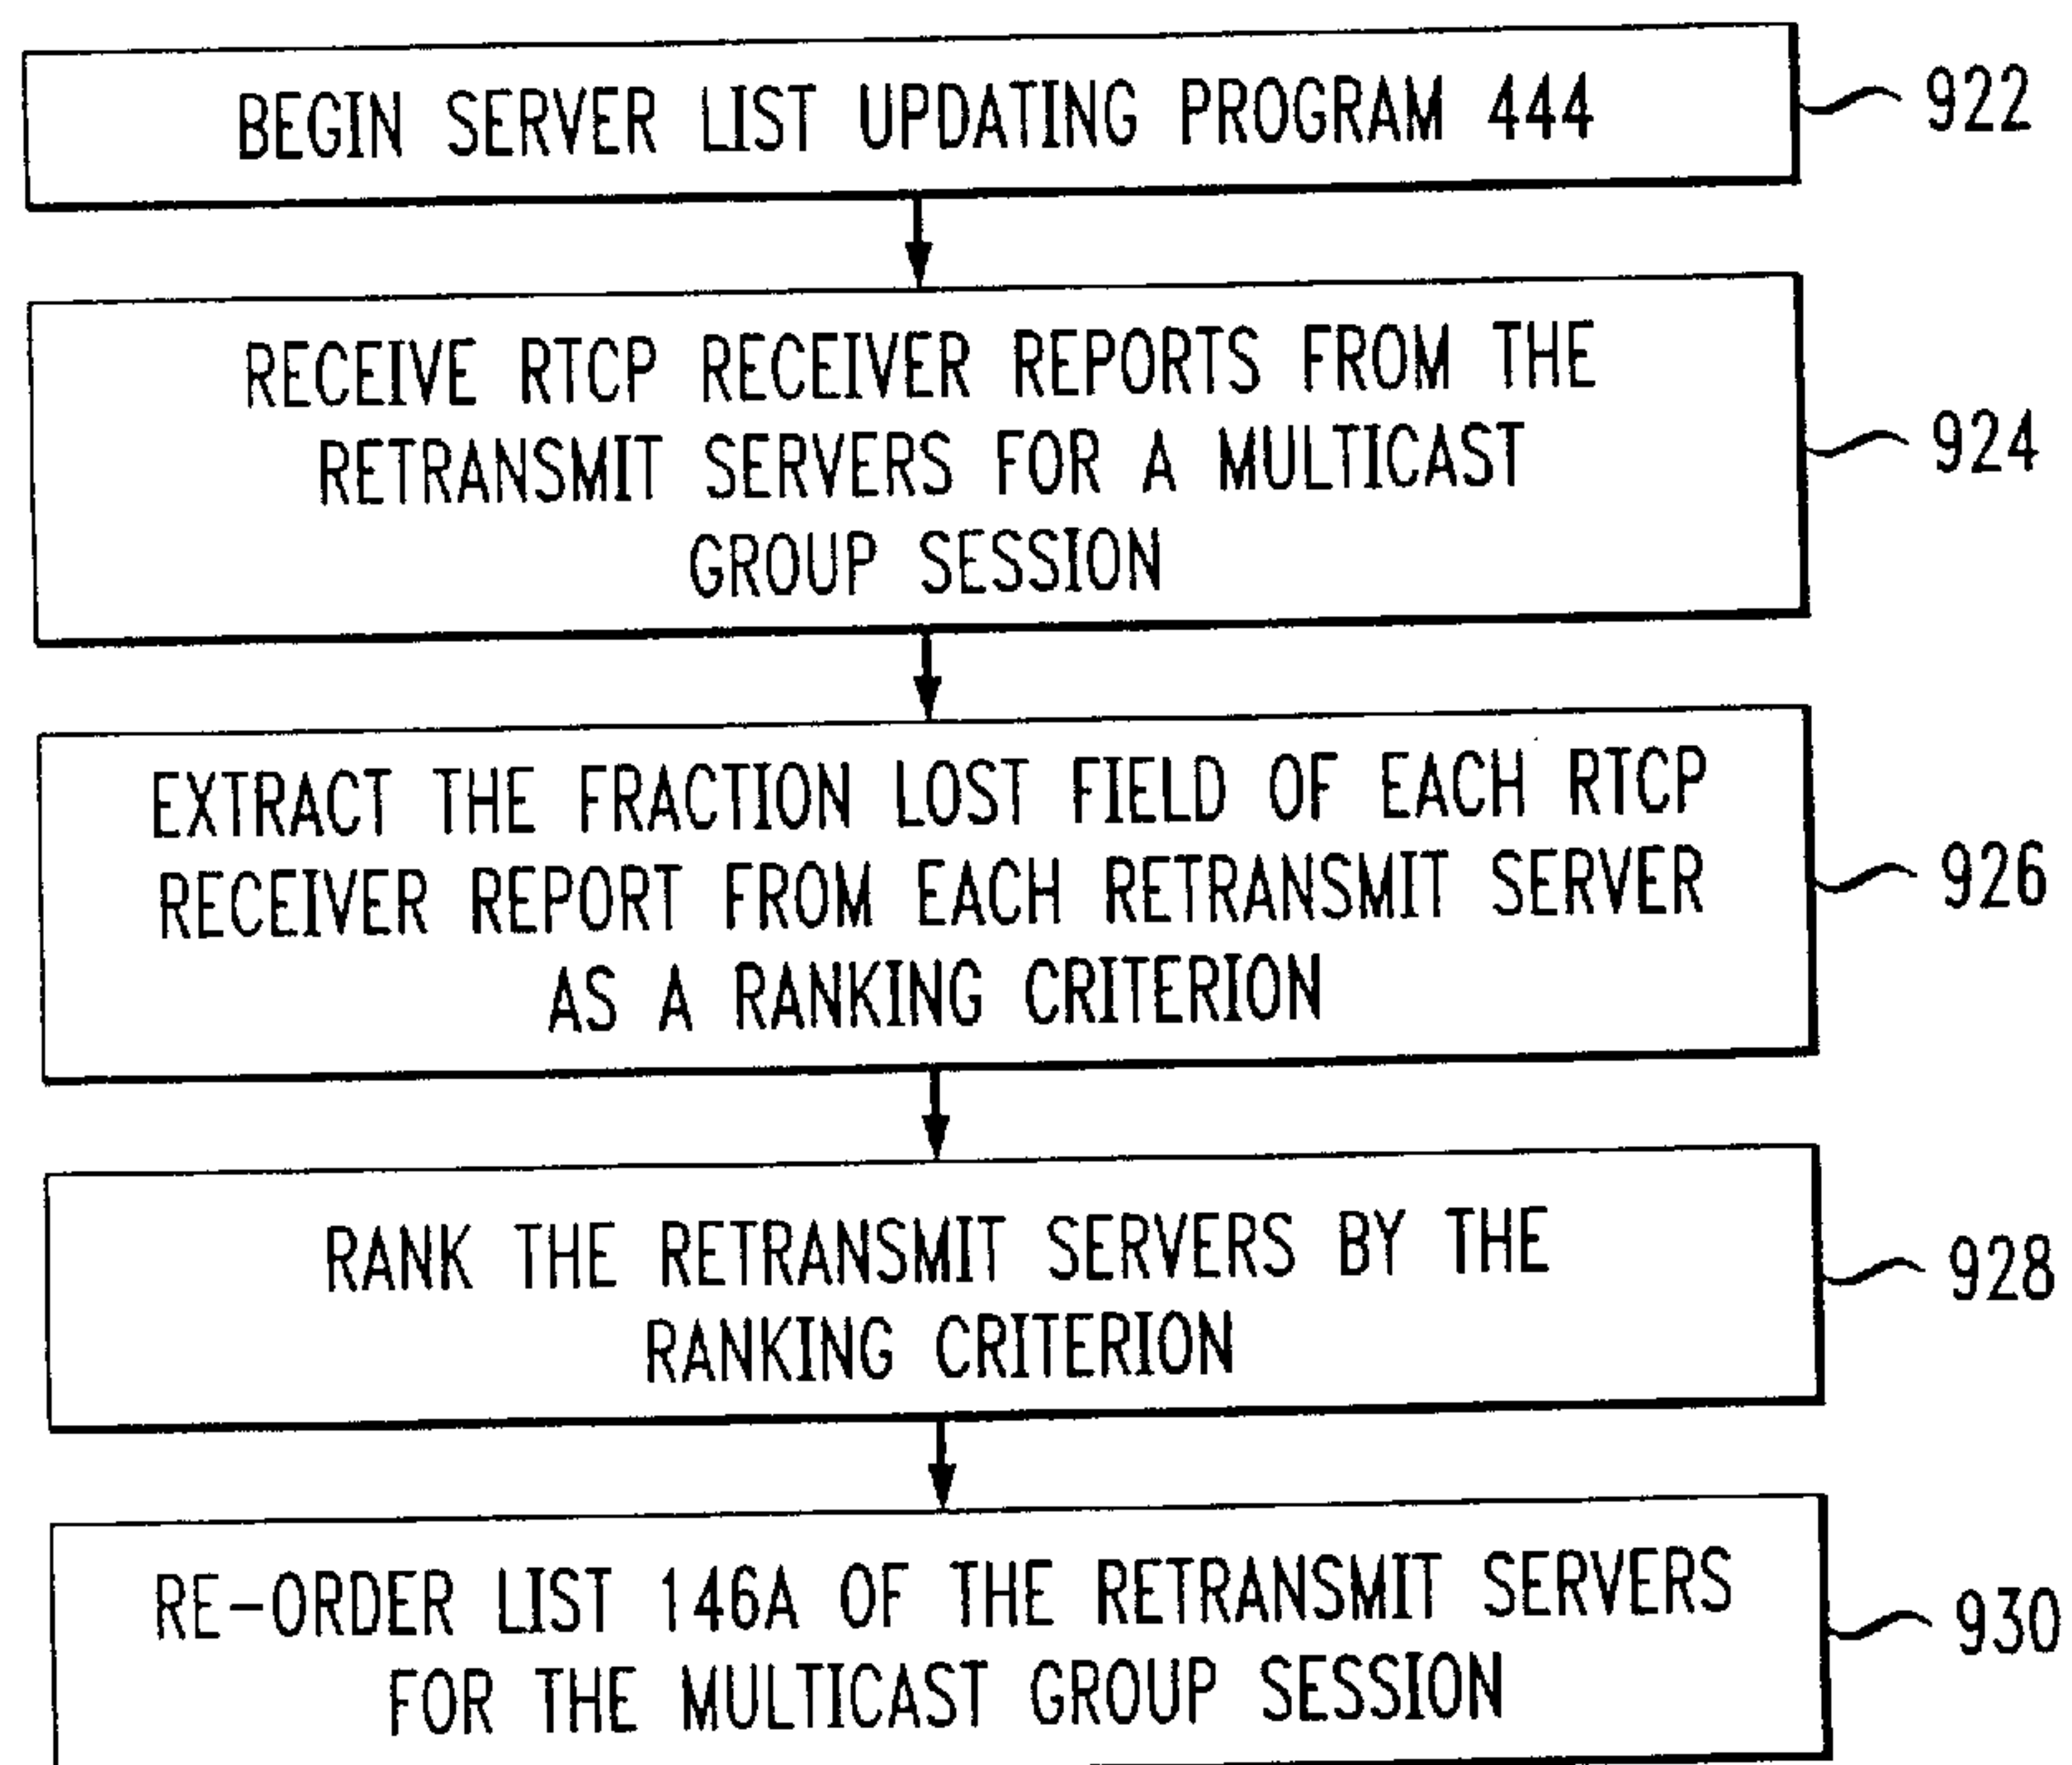 BEGIN SERVER LIST UPDATING PROGRAM 444
922
RECEIVE RTCP RECEIVER REPORTS FROM THE
RETRANSMIT SERVERS FOR A MULTICAST
GROUP SESSION
924
EXTRACT THE FRACTION LOST FIELD OF EACH RTCP
RECEIVER REPORT FROM EACH RETRANSMIT SERVER
AS A RANKING CRITERION
926
RANK THE RETRANSMIT SERVERS BY THE
RANKING CRITERION
928
RE-ORDER LIST 146A OF THE RETRANSMIT SERVERS
FOR THE MULTICAST GROUP SESSION
930